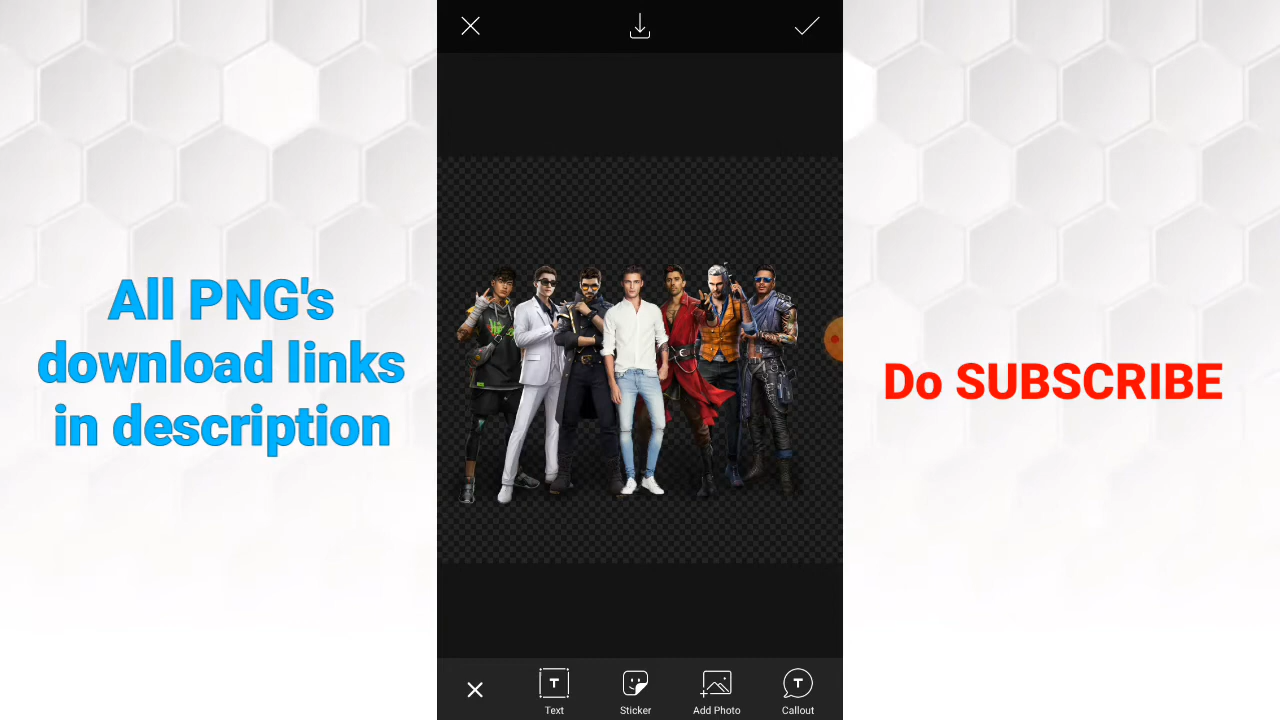 All PNG's
download links
in description
Do SUBSCRIBE
Text
Sticker
Add Photo
Callout